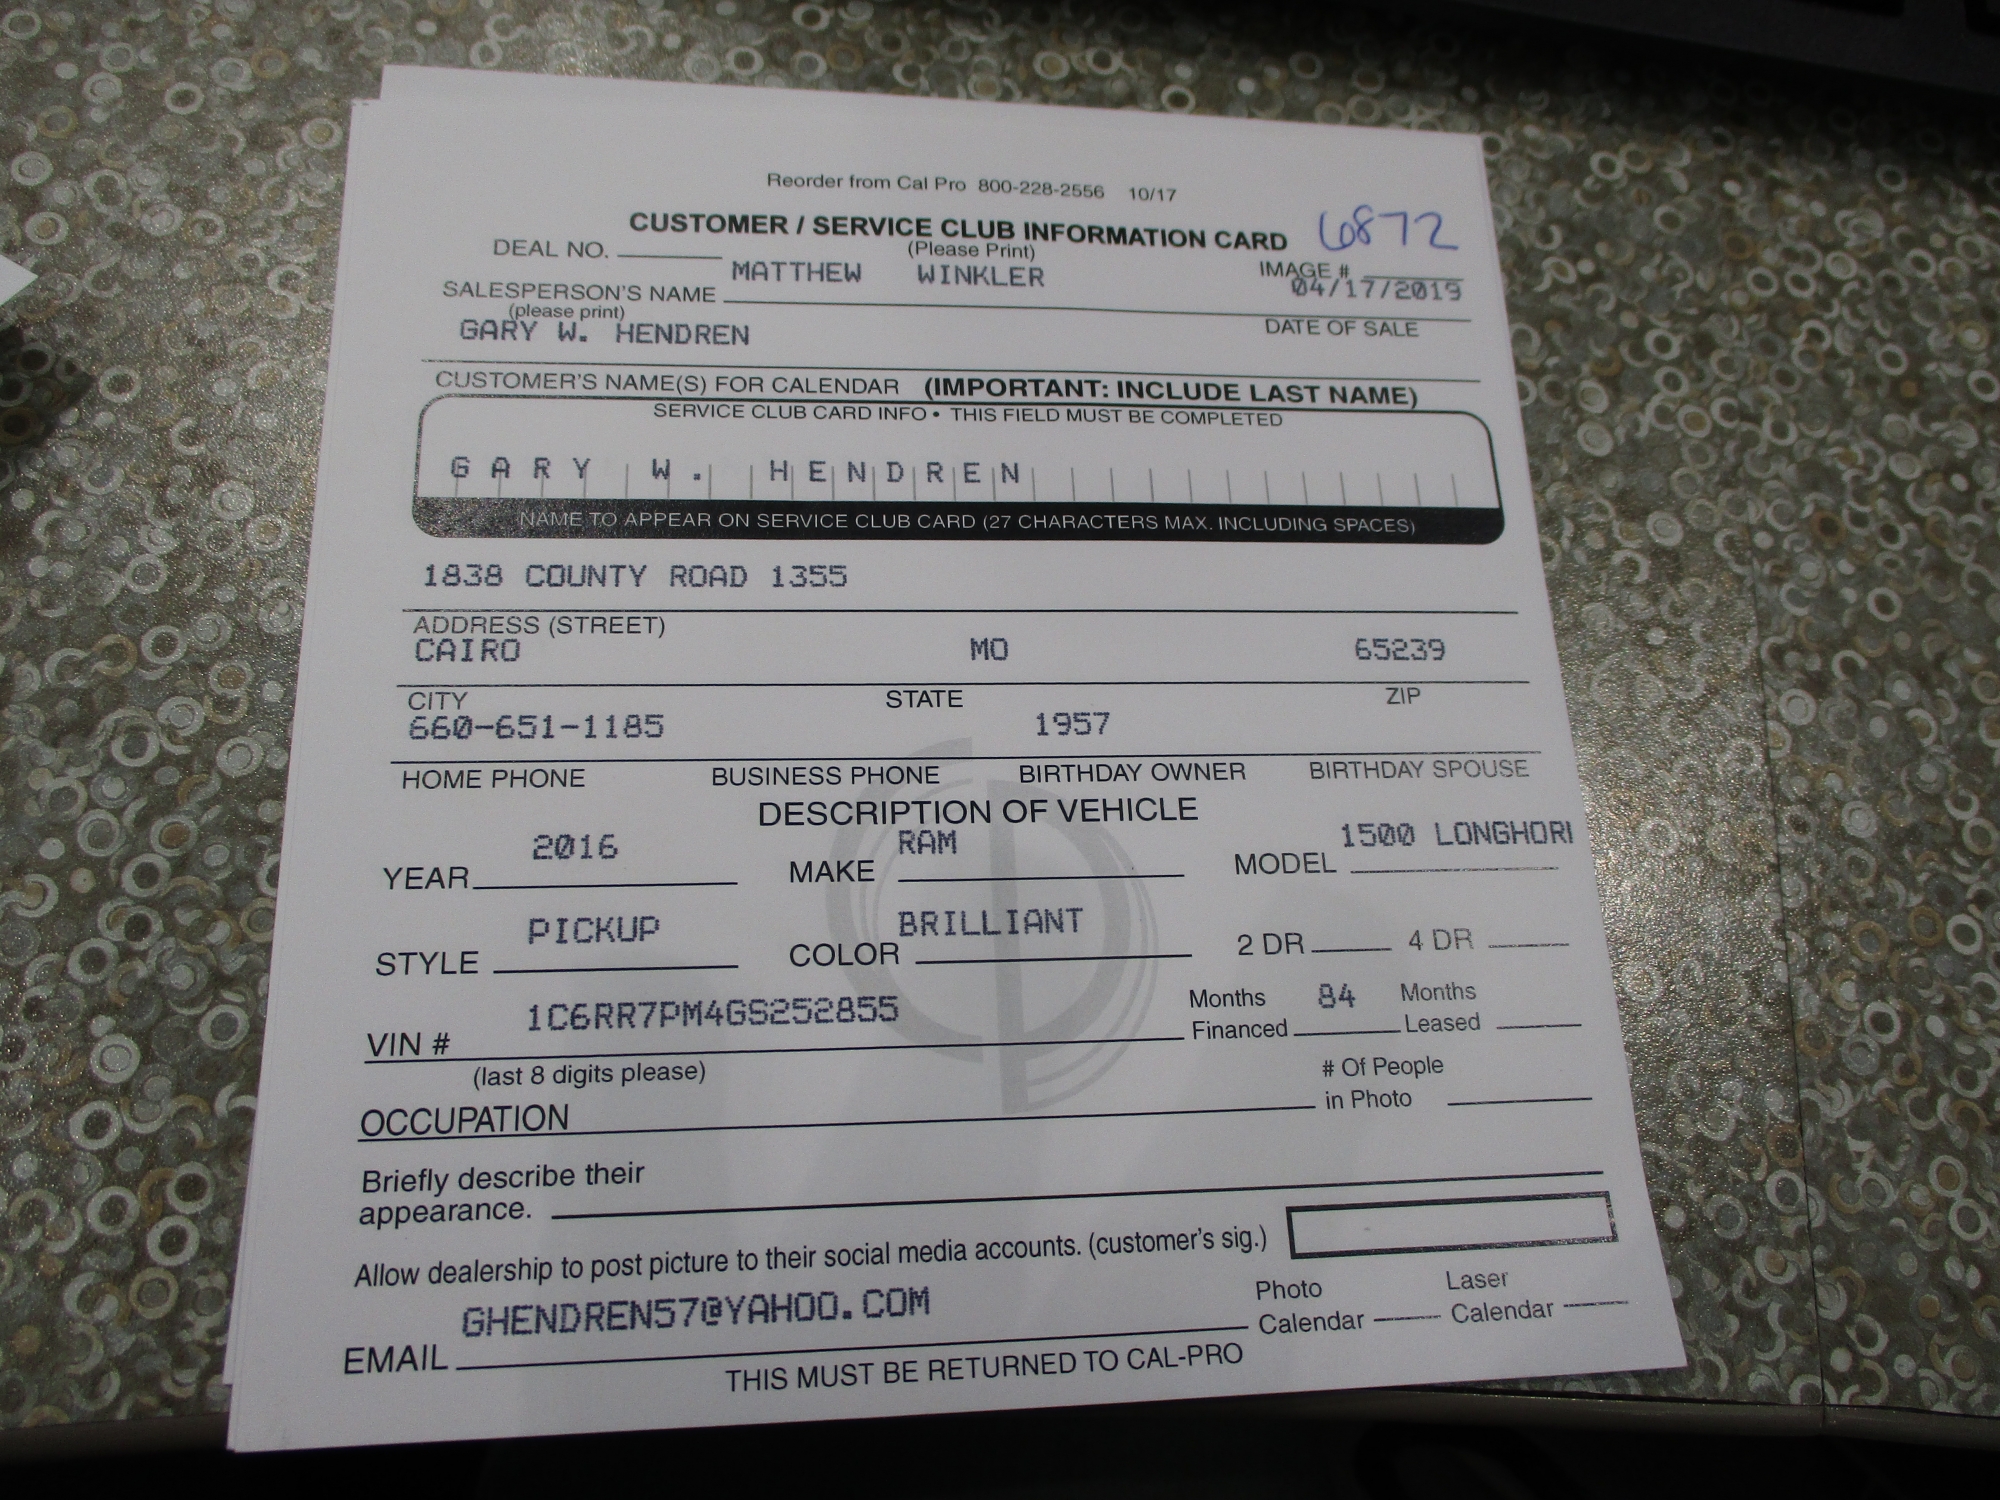 Reorder from Cal Pro 800-228-2556 10/17
CUSTOMER / SERVICE CLUB INFORMATION CARD 6872
DEAL NO. (Please Print) IMAGE #
MATTHEW WINKLER 04/17/2019
SALESPERSON'S NAME
(please print) DATE OF SALE
GARY W. HENDREN
CUSTOMER'S NAME(S) FOR CALENDAR (IMPORTANT: INCLUDE LAST NAME)
SERVICE CLUB CARD INFO • THIS FIELD MUST BE COMPLETED
GARY W. HENDREN
NAME TO APPEAR ON SERVICE CLUB CARD (27 CHARACTERS MAX. INCLUDING SPACES)
1838 COUNTY ROAD 1355
ADDRESS (STREET)
CAIRO MO 65239
CITY STATE ZIP
660-651-1185 1957
HOME PHONE BUSINESS PHONE BIRTHDAY OWNER BIRTHDAY SPOUSE
DESCRIPTION OF VEHICLE
2016 RAM 1500 LONGHORI
YEAR MAKE MODEL
PICKUP BRILLIANT
STYLE COLOR 2 DR 4 DR
1C6RR7PM4GS252855 Months 84 Months
VIN # Financed Leased
(last 8 digits please) # Of People
OCCUPATION in Photo
Briefly describe their
appearance.
Allow dealership to post picture to their social media accounts. (customer's sig.)
GHENDREN57@YAHOO.COM Photo Laser
EMAIL Calendar Calendar
THIS MUST BE RETURNED TO CAL-PRO